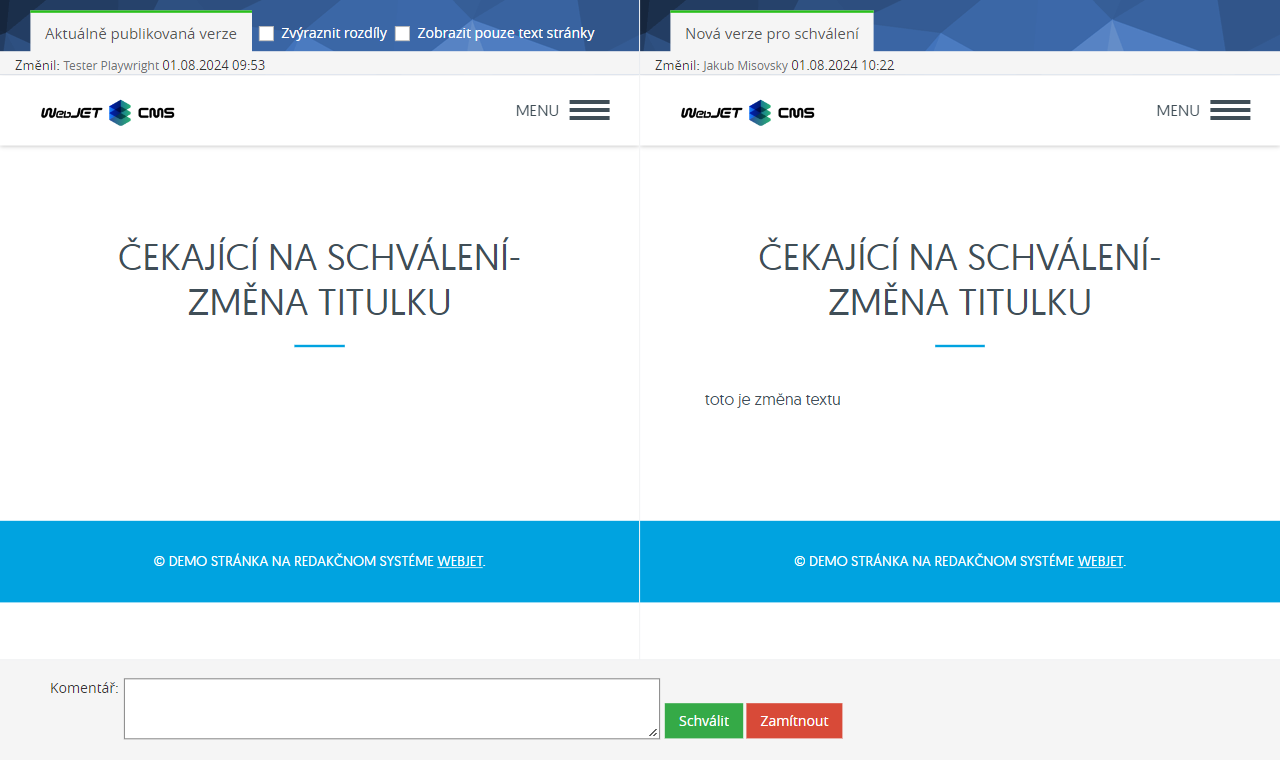 Aktuálně publikovaná verze
Zvýraznit rozdíly
Zobrazit pouze text stránky
Změnil: Tester Playwright 01.08.2024 09:53
WebJET CMS
MENU
ČEKAJÍCÍ NA SCHVÁLENÍ-
ZMĚNA TITULKU
© DEMO STRÁNKA NA REDAKČNOM SYSTÉME WEBJET.
Nová verze pro schválení
Změnil: Jakub Misovsky 01.08.2024 10:22
WebJET CMS
MENU
ČEKAJÍCÍ NA SCHVÁLENÍ-
ZMĚNA TITULKU
toto je změna textu
© DEMO STRÁNKA NA REDAKČNOM SYSTÉME WEBJET.
Komentář:
Schválit
Zamítnout